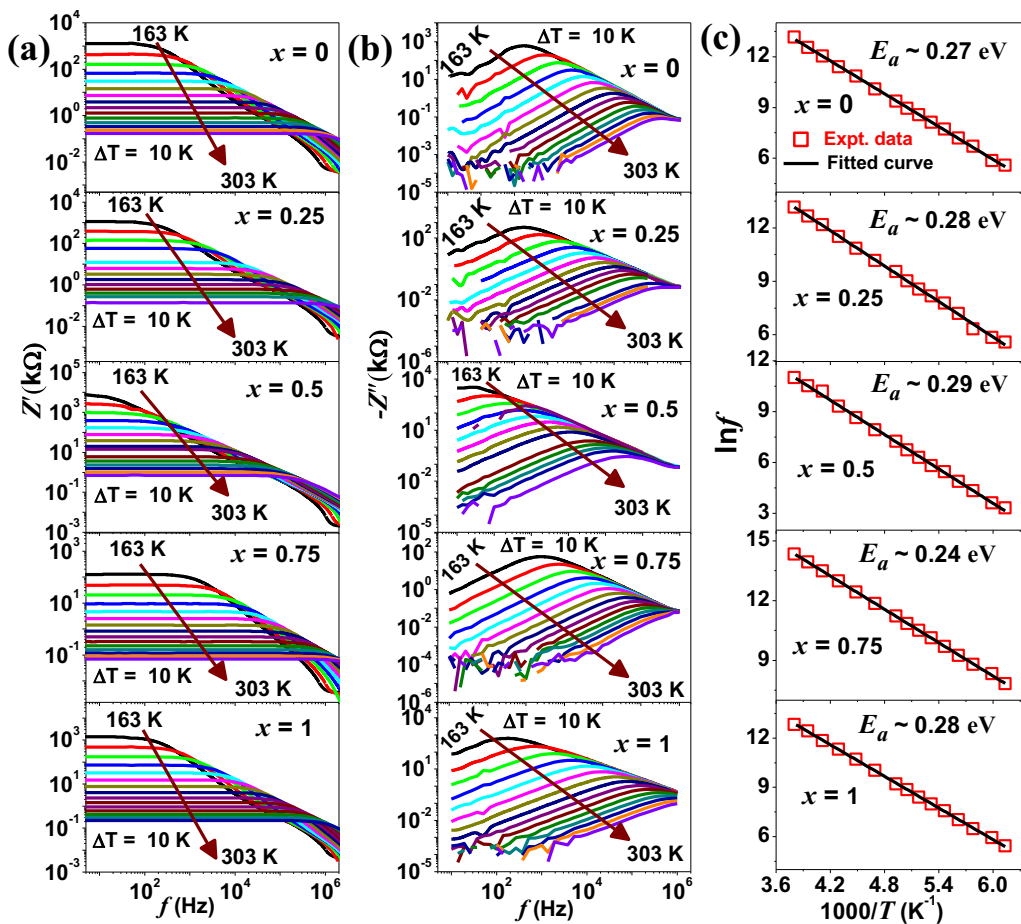 (a)
10^4
10^2
10^0
10^-2
163 K
x = 0
ΔT = 10 K
303 K
10^4
10^2
10^0
10^-2
x = 0.25
ΔT = 10 K
303 K
10^5
10^3
10^1
10^-1
10^-3
163 K
x = 0.5
ΔT = 10 K
303 K
10^3
10^1
10^-1
163 K
x = 0.75
ΔT = 10 K
303 K
10^3
10^1
10^-1
10^-3
163 K
x = 1
ΔT = 10 K
303 K
Z'(kΩ)
10^2
10^4
10^6
f (Hz)
(b)
10^3
10^1
10^-1
10^-3
10^-5
163 K
ΔT = 10 K
x = 0
303 K
10^2
10^0
10^-2
10^-4
10^-6
163 K
ΔT = 10 K
x = 0.25
303 K
10^4
10^1
10^-2
10^-5
163 K
ΔT = 10 K
x = 0.5
303 K
10^2
10^0
10^-2
10^-4
10^-6
163 K
ΔT = 10 K
x = 0.75
303 K
10^3
10^1
10^-1
10^-3
10^-5
163 K
ΔT = 10 K
x = 1
303 K
-Z''(kΩ)
10^1
10^3
10^5
f (Hz)
(c)
12
9
6
E_a ~ 0.27 eV
x = 0
Expt. data
Fitted curve
12
9
6
E_a ~ 0.28 eV
x = 0.25
12
9
6
3
E_a ~ 0.29 eV
x = 0.5
15
12
9
E_a ~ 0.24 eV
x = 0.75
12
9
6
E_a ~ 0.28 eV
x = 1
lnf
3.6
4.2
4.8
5.4
6.0
1000/T (K^-1)